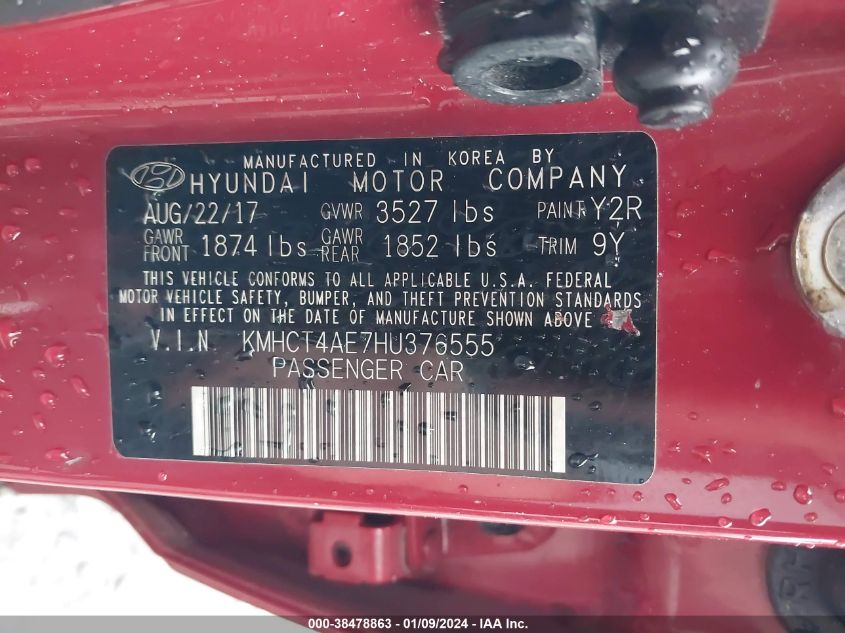 MANUFACTURED IN KOREA BY
HYUNDAI MOTOR COMPANY
AUG/22/17 GVWR 3527 lbs PAINT Y2R
GAWR FRONT 1874 lbs GAWR REAR 1852 lbs TRIM 9Y
THIS VEHICLE CONFORMS TO ALL APPLICABLE U.S.A. FEDERAL
MOTOR VEHICLE SAFETY, BUMPER, AND THEFT PREVENTION STANDARDS
IN EFFECT ON THE DATE OF MANUFACTURE SHOWN ABOVE
V.I.N KMHCT4AE7HU376555
PASSENGER CAR
000-38478863 - 01/09/2024 - IAA Inc.